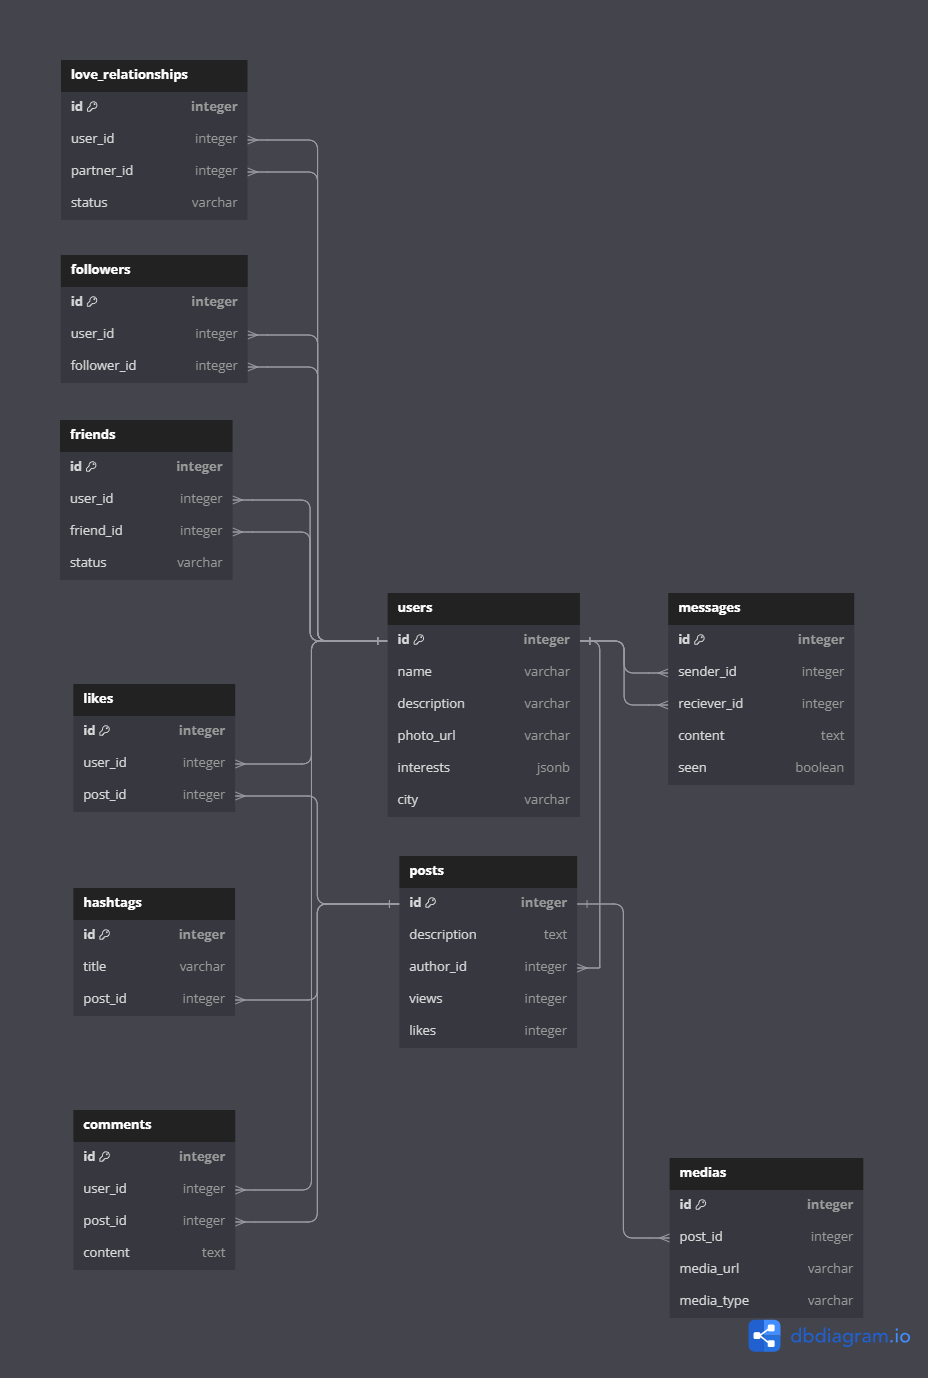 love_relationships
id integer
user_id integer
partner_id integer
status varchar
followers
id integer
user_id integer
follower_id integer
friends
id integer
user_id integer
friend_id integer
status varchar
users
id integer
name varchar
description varchar
photo_url varchar
interests jsonb
city varchar
messages
id integer
sender_id integer
reciever_id integer
content text
seen boolean
likes
id integer
user_id integer
post_id integer
posts
id integer
description text
author_id integer
views integer
likes integer
hashtags
id integer
title varchar
post_id integer
comments
id integer
user_id integer
post_id integer
content text
medias
id integer
post_id integer
media_url varchar
media_type varchar
dbdiagram.io